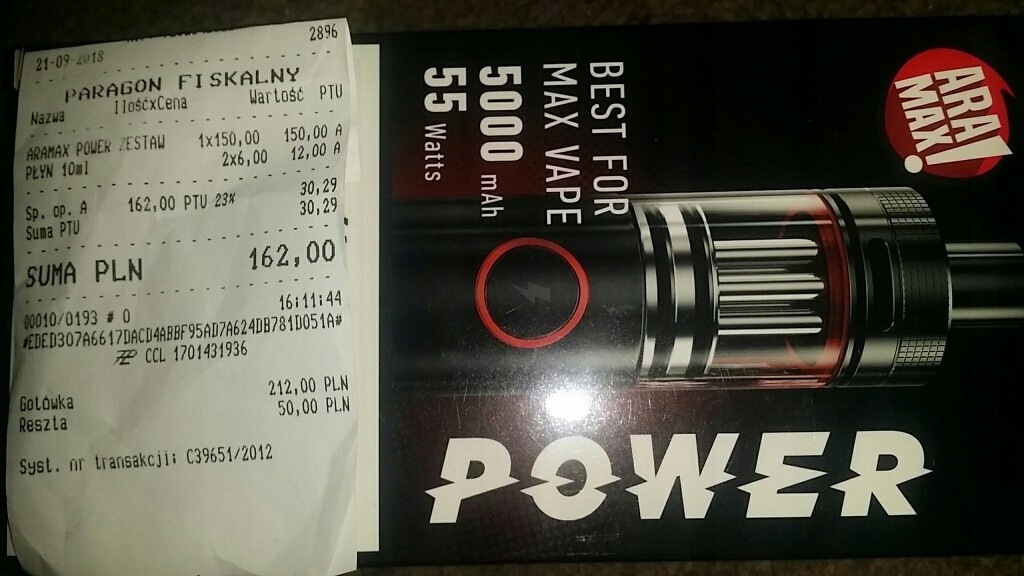 2896
21-09-2018
PARAGON FISKALNY
Nazwa IlośćxCena Wartość PTU
ARAMAX POWER ZESTAW 1x150,00 150,00 A
PŁYN 10ml 2x6,00 12,00 A
Sp. op. A 162,00 PTU 23% 30,29
Suma PTU 30,29
SUMA PLN 162,00
00010/0193 # 0 16:11:44
#EDED307A6617DACD4ABBF95AD7A624DB781D051A#
CCL 1701431936
Gotówka 212,00 PLN
Reszta 50,00 PLN
Syst. nr transakcji: C39651/2012
BEST FOR
MAX VAPE
5000 mAh
55 Watts
ARA
MAX!
POWER